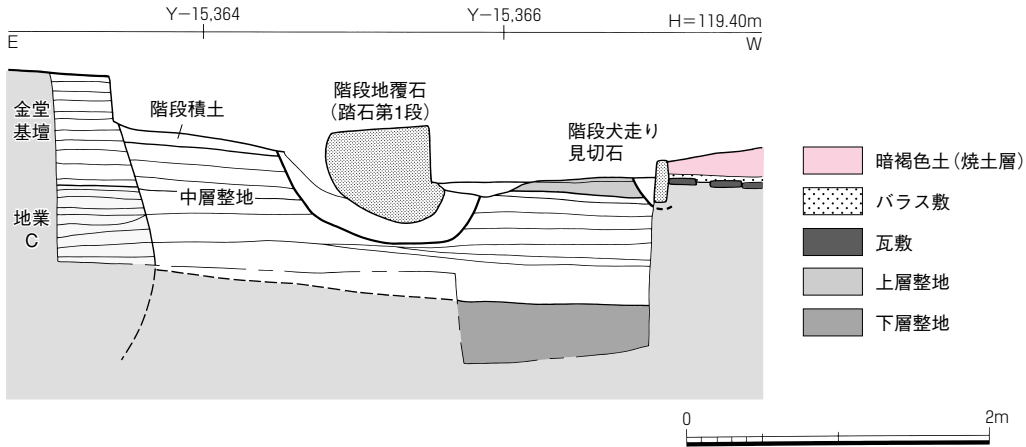 Y−15,364
Y−15,366
H=119.40m
E
W
階段地覆石
(踏石第1段)
階段積土
金堂
基壇
階段犬走り
見切石
中層整地
地業
C
暗褐色土(焼土層)
バラス敷
瓦敷
上層整地
下層整地
0
2m